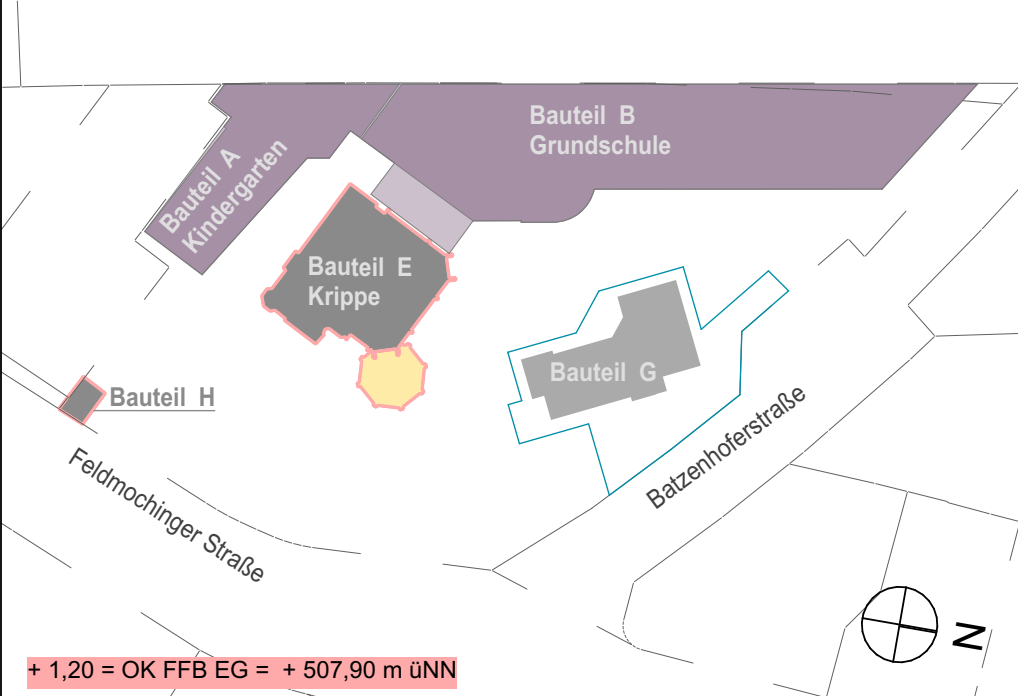 Bauteil B
Grundschule
Bauteil A
Kindergarten
Bauteil E
Krippe
Bauteil G
Bauteil H
Batzenhoferstraße
Feldmochinger Straße
N
+ 1,20 = OK FFB EG = + 507,90 m üNN